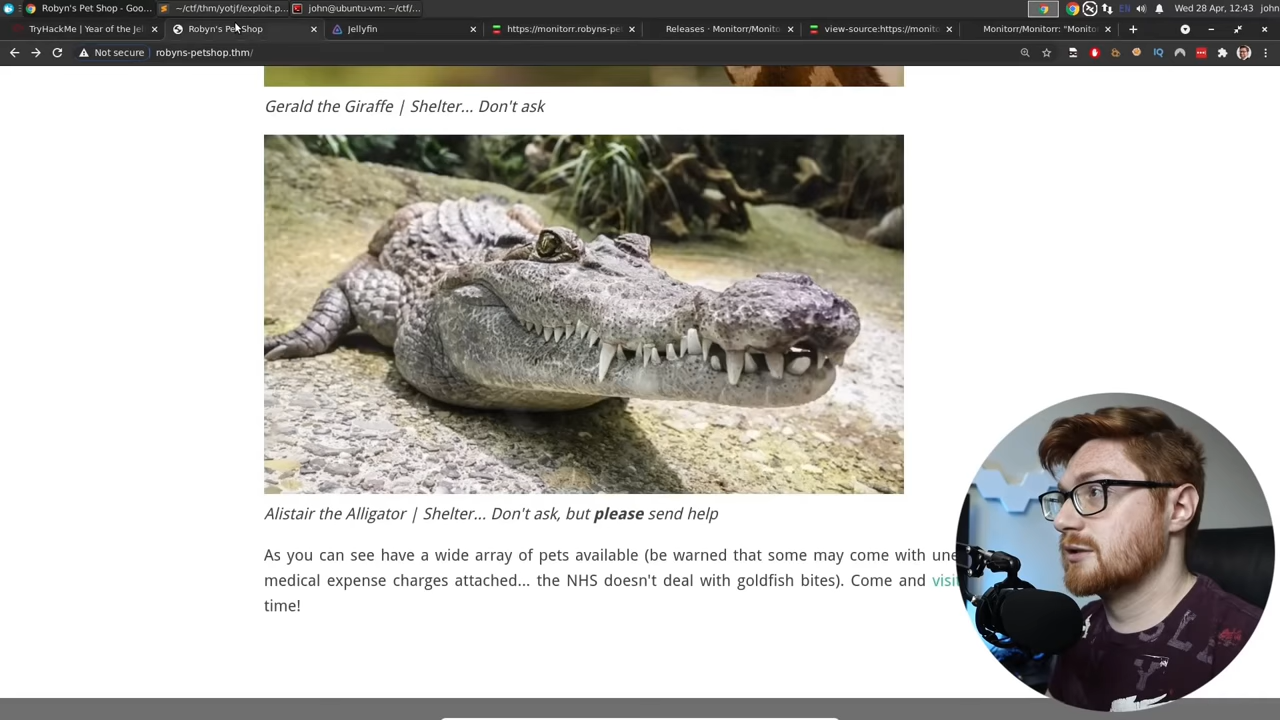 Robyn's Pet Shop - Goo...
~/ctf/thm/yotjf/exploit.p...
john@ubuntu-vm: ~/ctf/...
EN
Wed 28 Apr, 12:43
john
TryHackMe | Year of the Jel
Robyn's Pet Shop
Jellyfin
https://monitorr.robyns-pe
Releases · Monitorr/Monito
view-source:https://monito
Monitorr/Monitorr: "Monito
Not secure
robyns-petshop.thm/
Gerald the Giraffe | Shelter... Don't ask
Alistair the Alligator | Shelter... Don't ask, but please send help
As you can see have a wide array of pets available (be warned that some may come with une
medical expense charges attached... the NHS doesn't deal with goldfish bites). Come and visi
time!